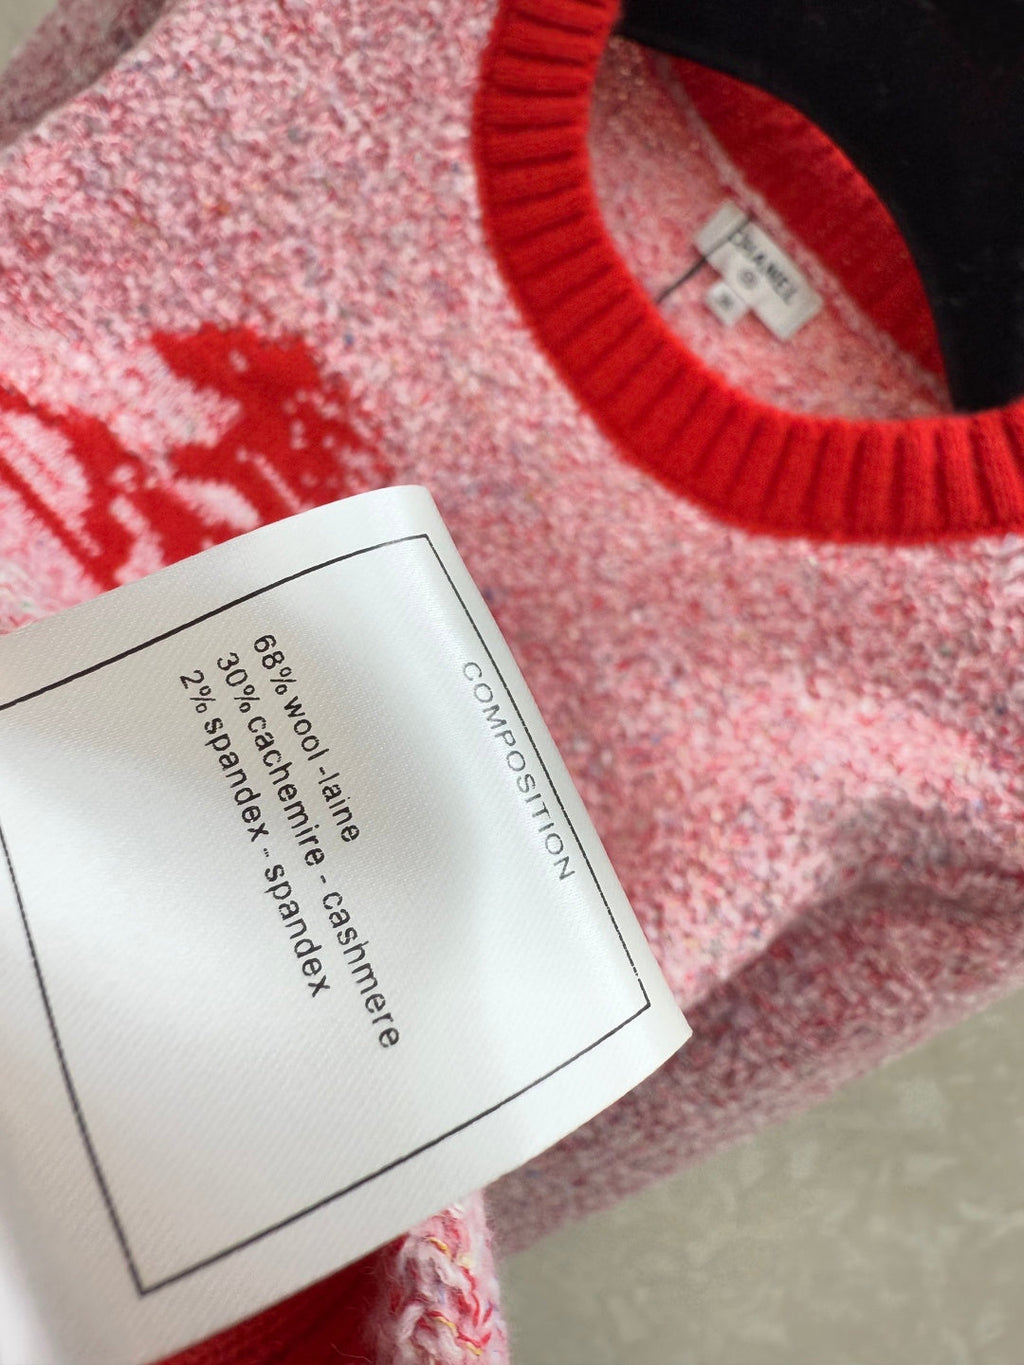 CHANEL
COMPOSITION
68% wool - laine
30% cachemire - cashmere
2% spandex - spandex